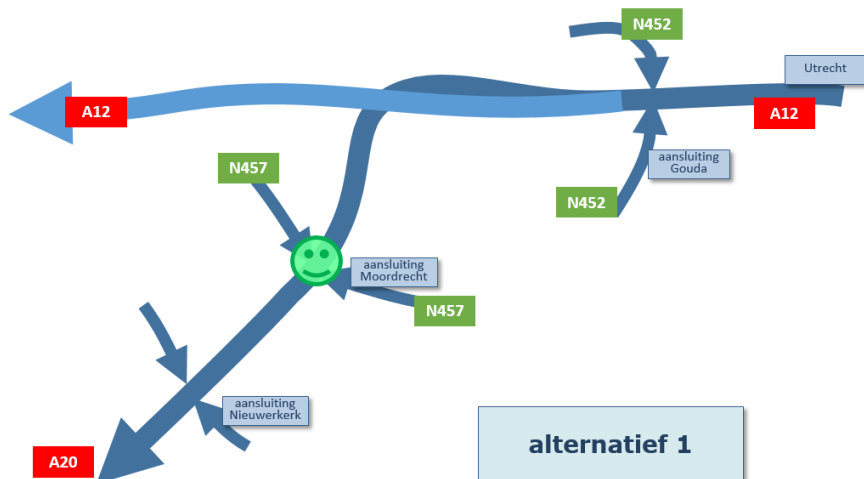 N452
Utrecht
A12
A12
aansluiting
Gouda
N457
N452
aansluiting
Moordrecht
N457
aansluiting
Nieuwerkerk
alternatief 1
A20